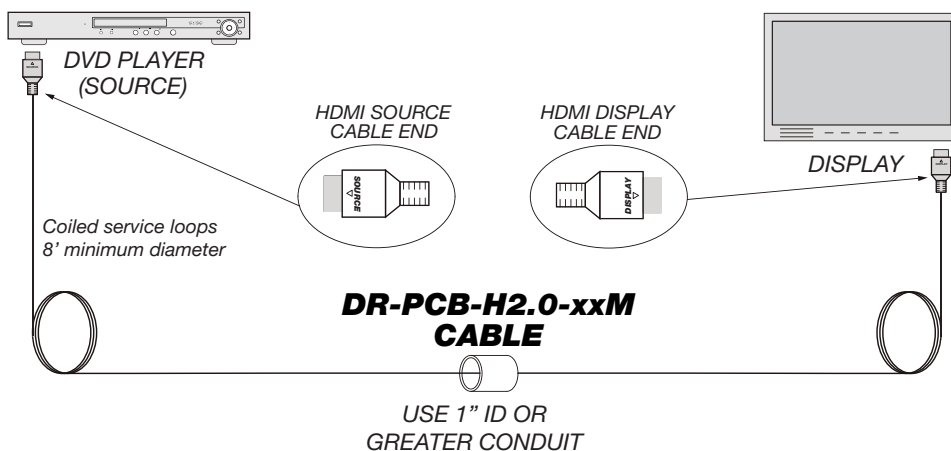 DVD PLAYER
(SOURCE)
HDMI SOURCE
CABLE END
HDMI DISPLAY
CABLE END
SOURCE
DISPLAY
DISPLAY
Coiled service loops
8’ minimum diameter
DR-PCB-H2.0-xxM
CABLE
USE 1” ID OR
GREATER CONDUIT